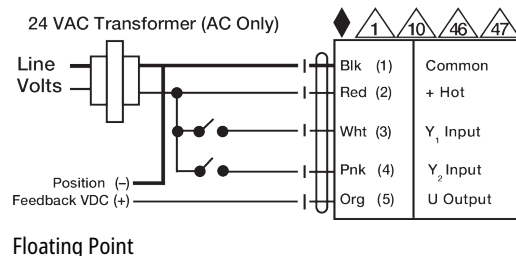 24 VAC Transformer (AC Only)
1 10 46 47
Line Volts
Blk (1) Common
Red (2) + Hot
Wht (3) Y1 Input
Pnk (4) Y2 Input
Position (–)
Feedback VDC (+)
Org (5) U Output
Floating Point